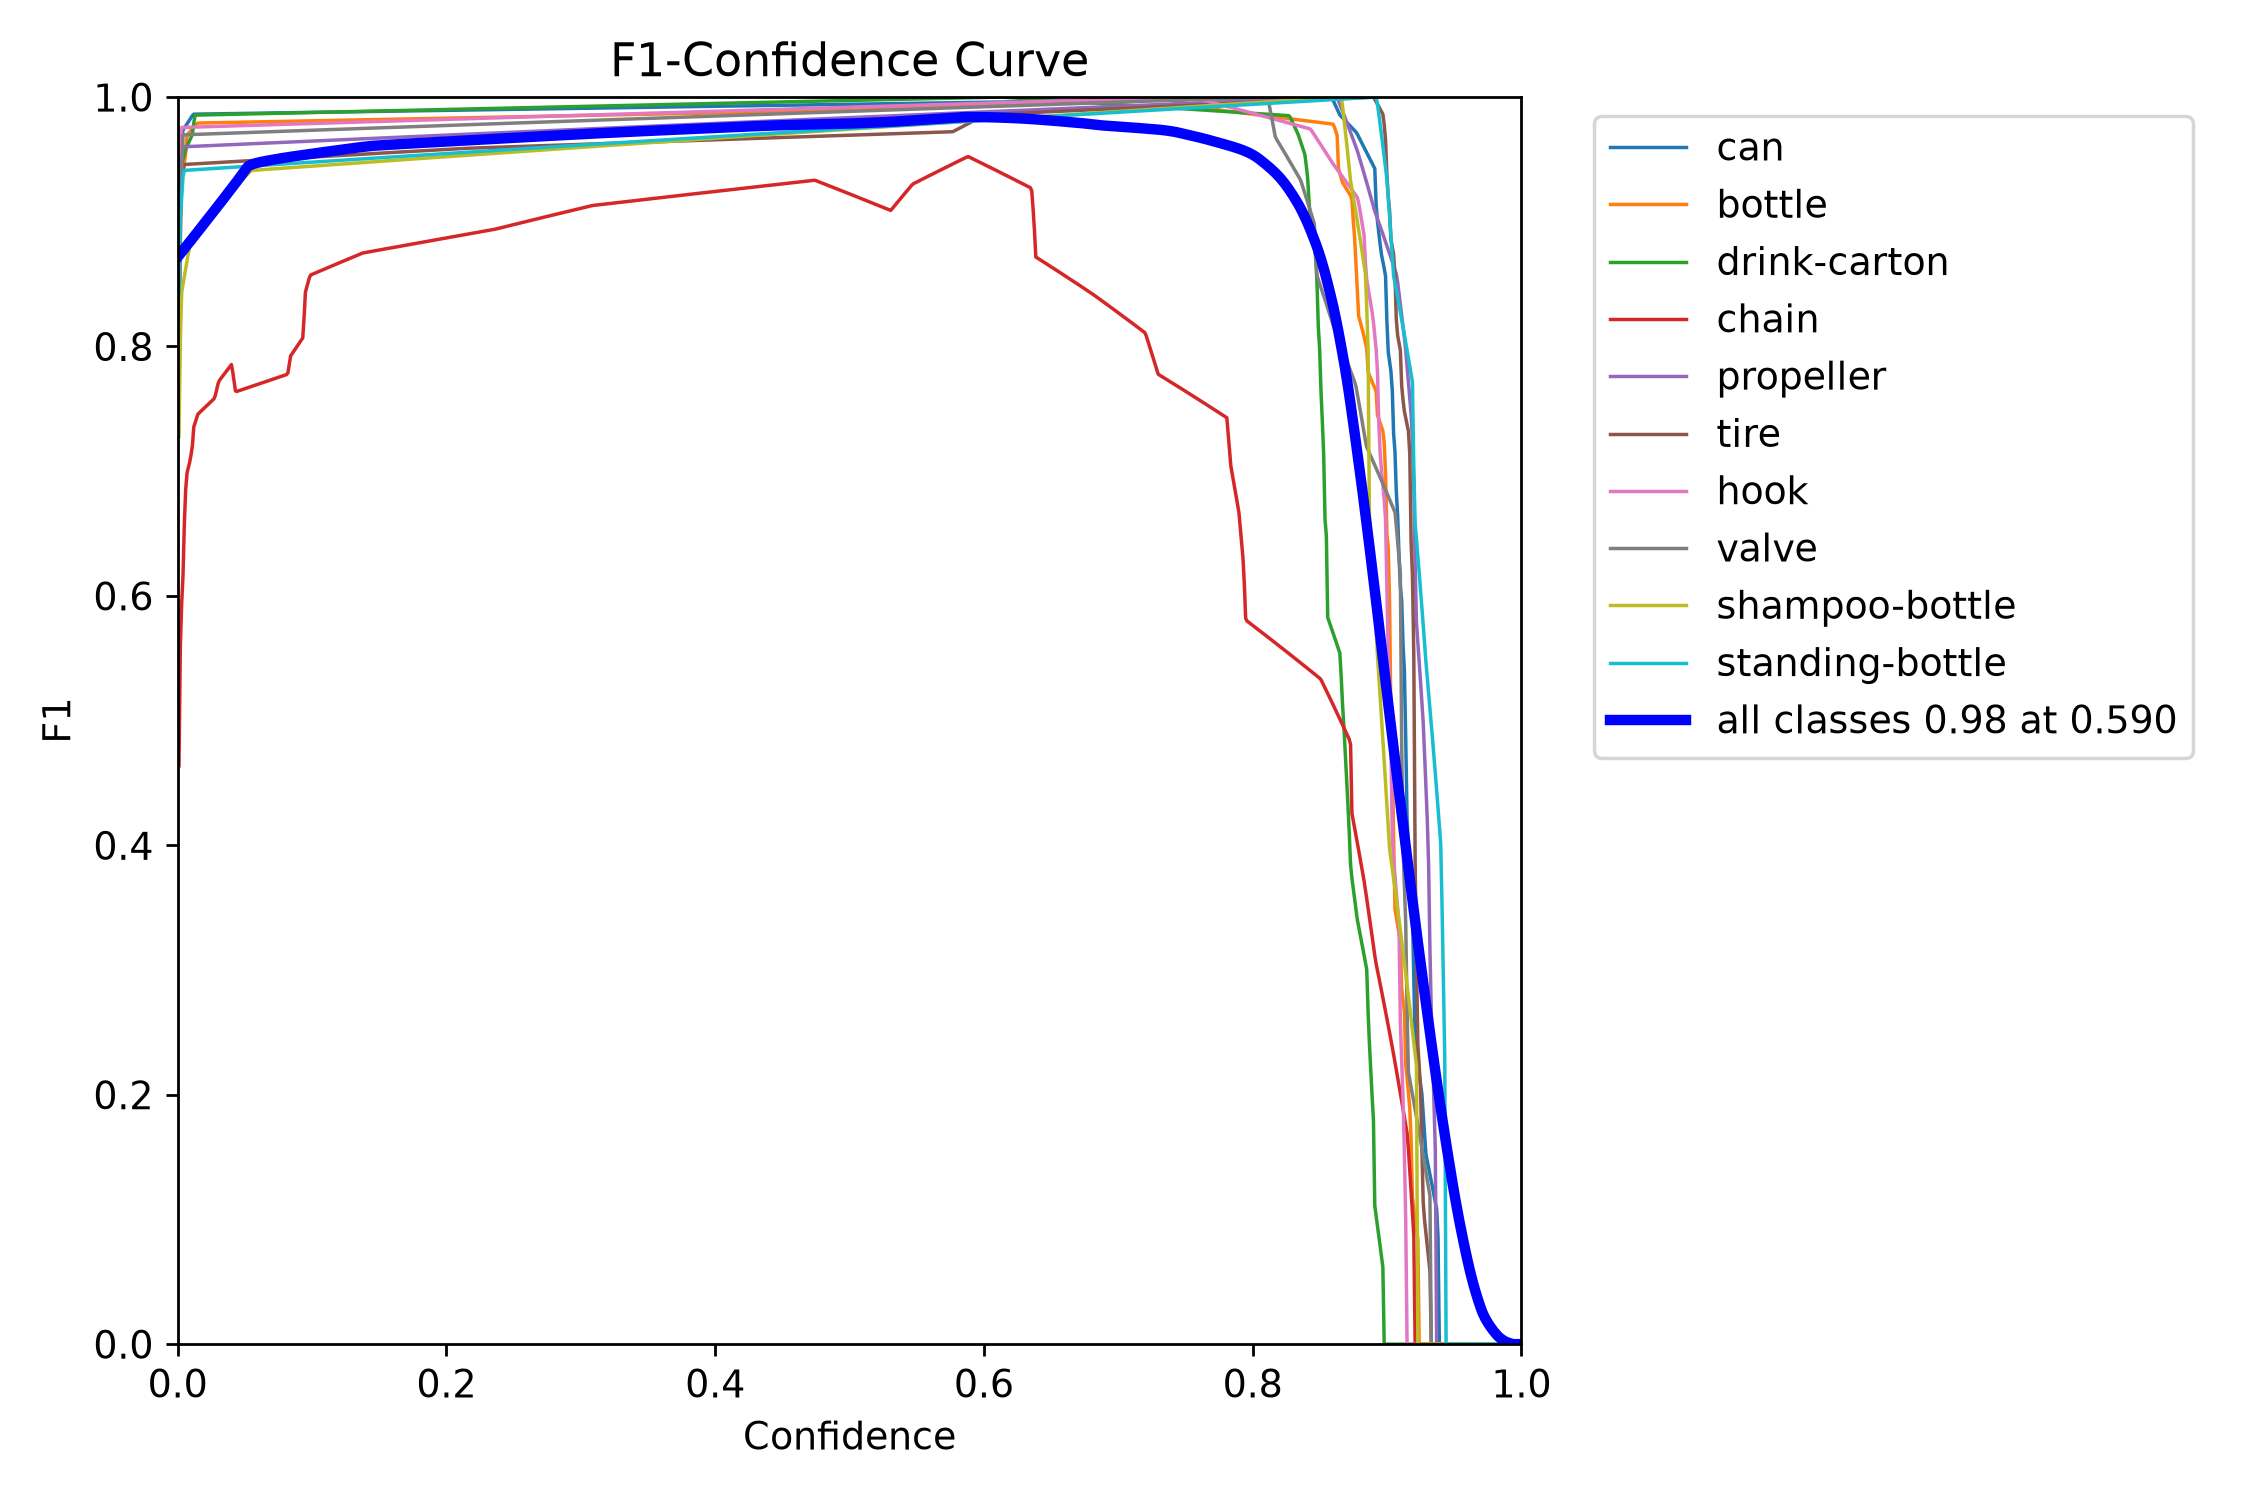 F1-Confidence Curve
1.0
0.8
0.6
0.4
0.2
0.0
F1
0.0 0.2 0.4 0.6 0.8 1.0
Confidence
can
bottle
drink-carton
chain
propeller
tire
hook
valve
shampoo-bottle
standing-bottle
all classes 0.98 at 0.590